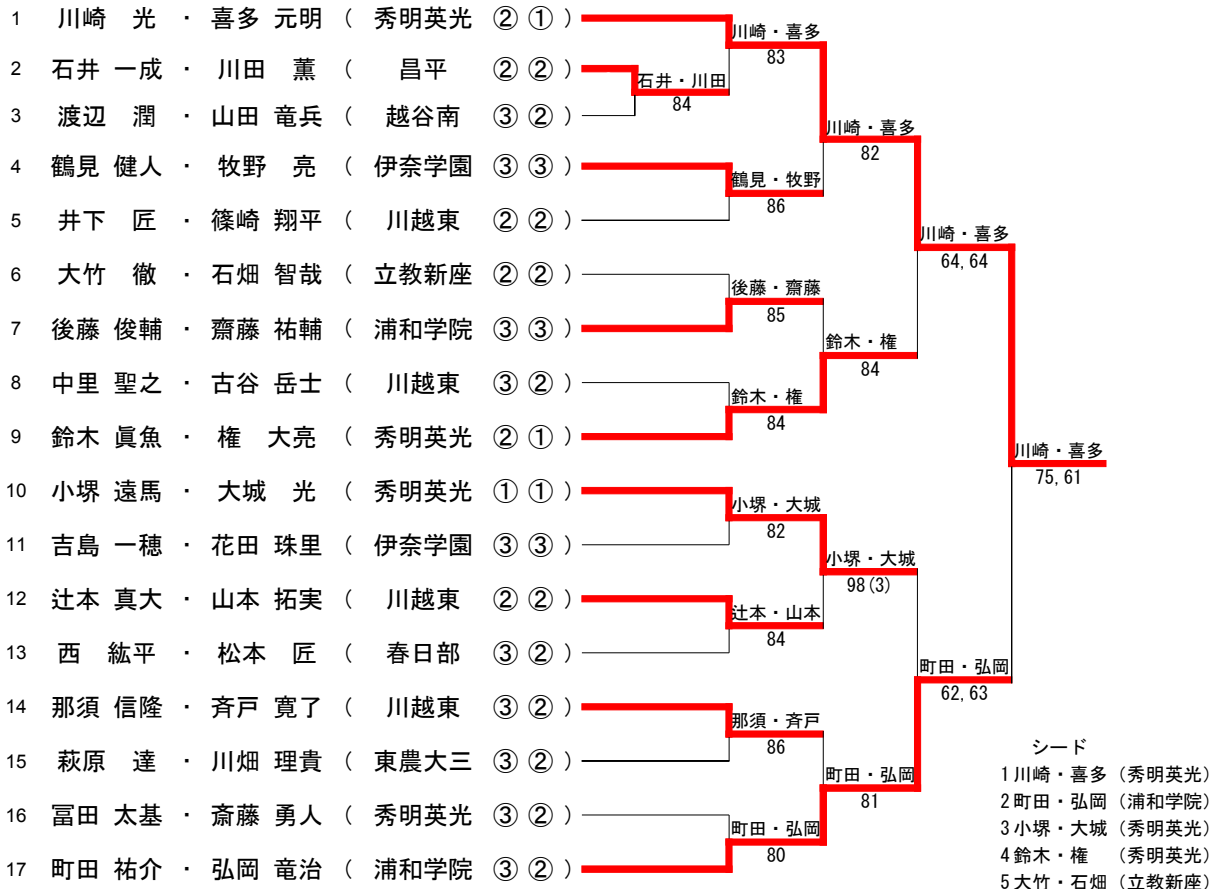 1 川崎 光 ・ 喜多 元明 ( 秀明英光 ② ① )
川崎・喜多
83
2 石井 一成 ・ 川田 薫 ( 昌平 ② ② )
石井・川田
84
3 渡辺 潤 ・ 山田 竜兵 ( 越谷南 ③ ② )
川崎・喜多
82
4 鶴見 健人 ・ 牧野 亮 ( 伊奈学園 ③ ③ )
鶴見・牧野
86
5 井下 匠 ・ 篠崎 翔平 ( 川越東 ② ② )
川崎・喜多
64, 64
6 大竹 徹 ・ 石畑 智哉 ( 立教新座 ② ② )
後藤・齋藤
85
7 後藤 俊輔 ・ 齋藤 祐輔 ( 浦和学院 ③ ③ )
鈴木・権
84
8 中里 聖之 ・ 古谷 岳士 ( 川越東 ③ ② )
鈴木・権
84
9 鈴木 眞魚 ・ 権 大亮 ( 秀明英光 ② ① )
川崎・喜多
75, 61
10 小堺 遠馬 ・ 大城 光 ( 秀明英光 ① ① )
小堺・大城
82
11 吉島 一穂 ・ 花田 珠里 ( 伊奈学園 ③ ③ )
小堺・大城
98(3)
12 辻本 真大 ・ 山本 拓実 ( 川越東 ② ② )
辻本・山本
84
13 西 紘平 ・ 松本 匠 ( 春日部 ③ ② )
町田・弘岡
62, 63
14 那須 信隆 ・ 斉戸 寛了 ( 川越東 ③ ② )
那須・斉戸
86
15 萩原 達 ・ 川畑 理貴 ( 東農大三 ③ ② )
町田・弘岡
81
16 冨田 太基 ・ 斎藤 勇人 ( 秀明英光 ③ ② )
町田・弘岡
80
17 町田 祐介 ・ 弘岡 竜治 ( 浦和学院 ③ ② )
シード
1川崎・喜多 (秀明英光)
2町田・弘岡 (浦和学院)
3小堺・大城 (秀明英光)
4鈴木・権 (秀明英光)
5大竹・石畑 (立教新座)